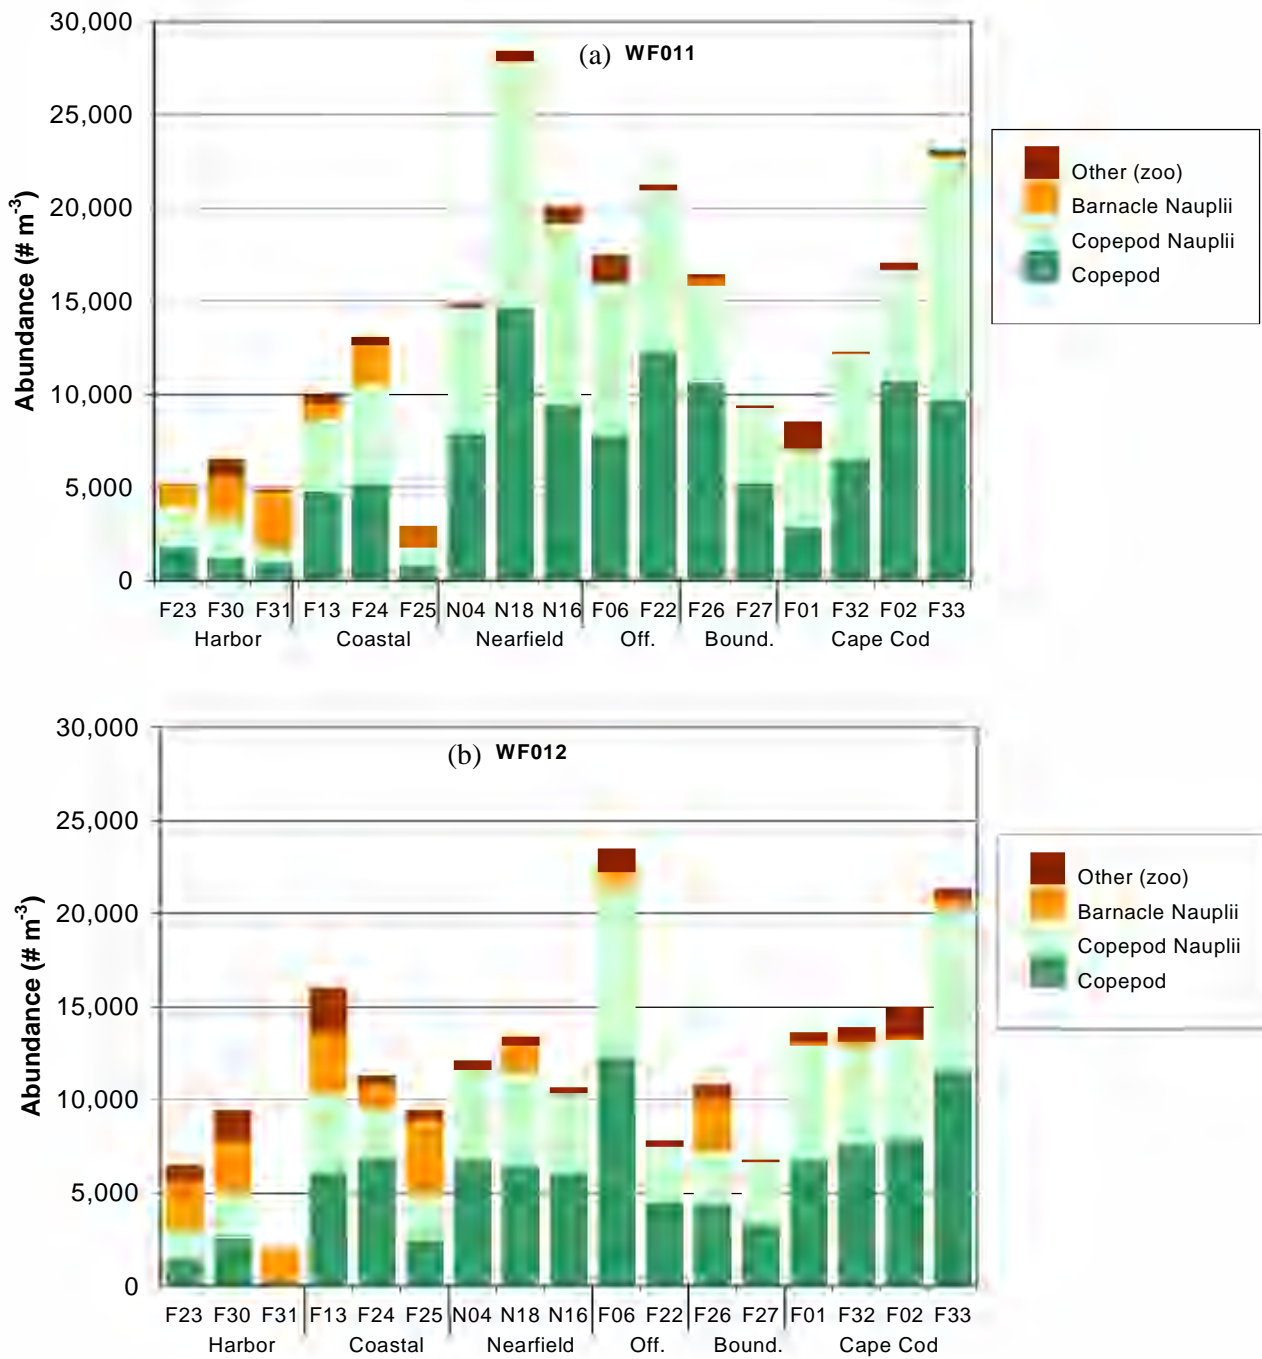 (a) WF011
Abundance (# m-3)
30,000
25,000
20,000
15,000
10,000
5,000
0
F23 F30 F31 F13 F24 F25 N04 N18 N16 F06 F22 F26 F27 F01 F32 F02 F33
Harbor Coastal Nearfield Off. Bound. Cape Cod
Other (zoo)
Barnacle Nauplii
Copepod Nauplii
Copepod
(b) WF012
Abundance (# m-3)
30,000
25,000
20,000
15,000
10,000
5,000
0
F23 F30 F31 F13 F24 F25 N04 N18 N16 F06 F22 F26 F27 F01 F32 F02 F33
Harbor Coastal Nearfield Off. Bound. Cape Cod
Other (zoo)
Barnacle Nauplii
Copepod Nauplii
Copepod